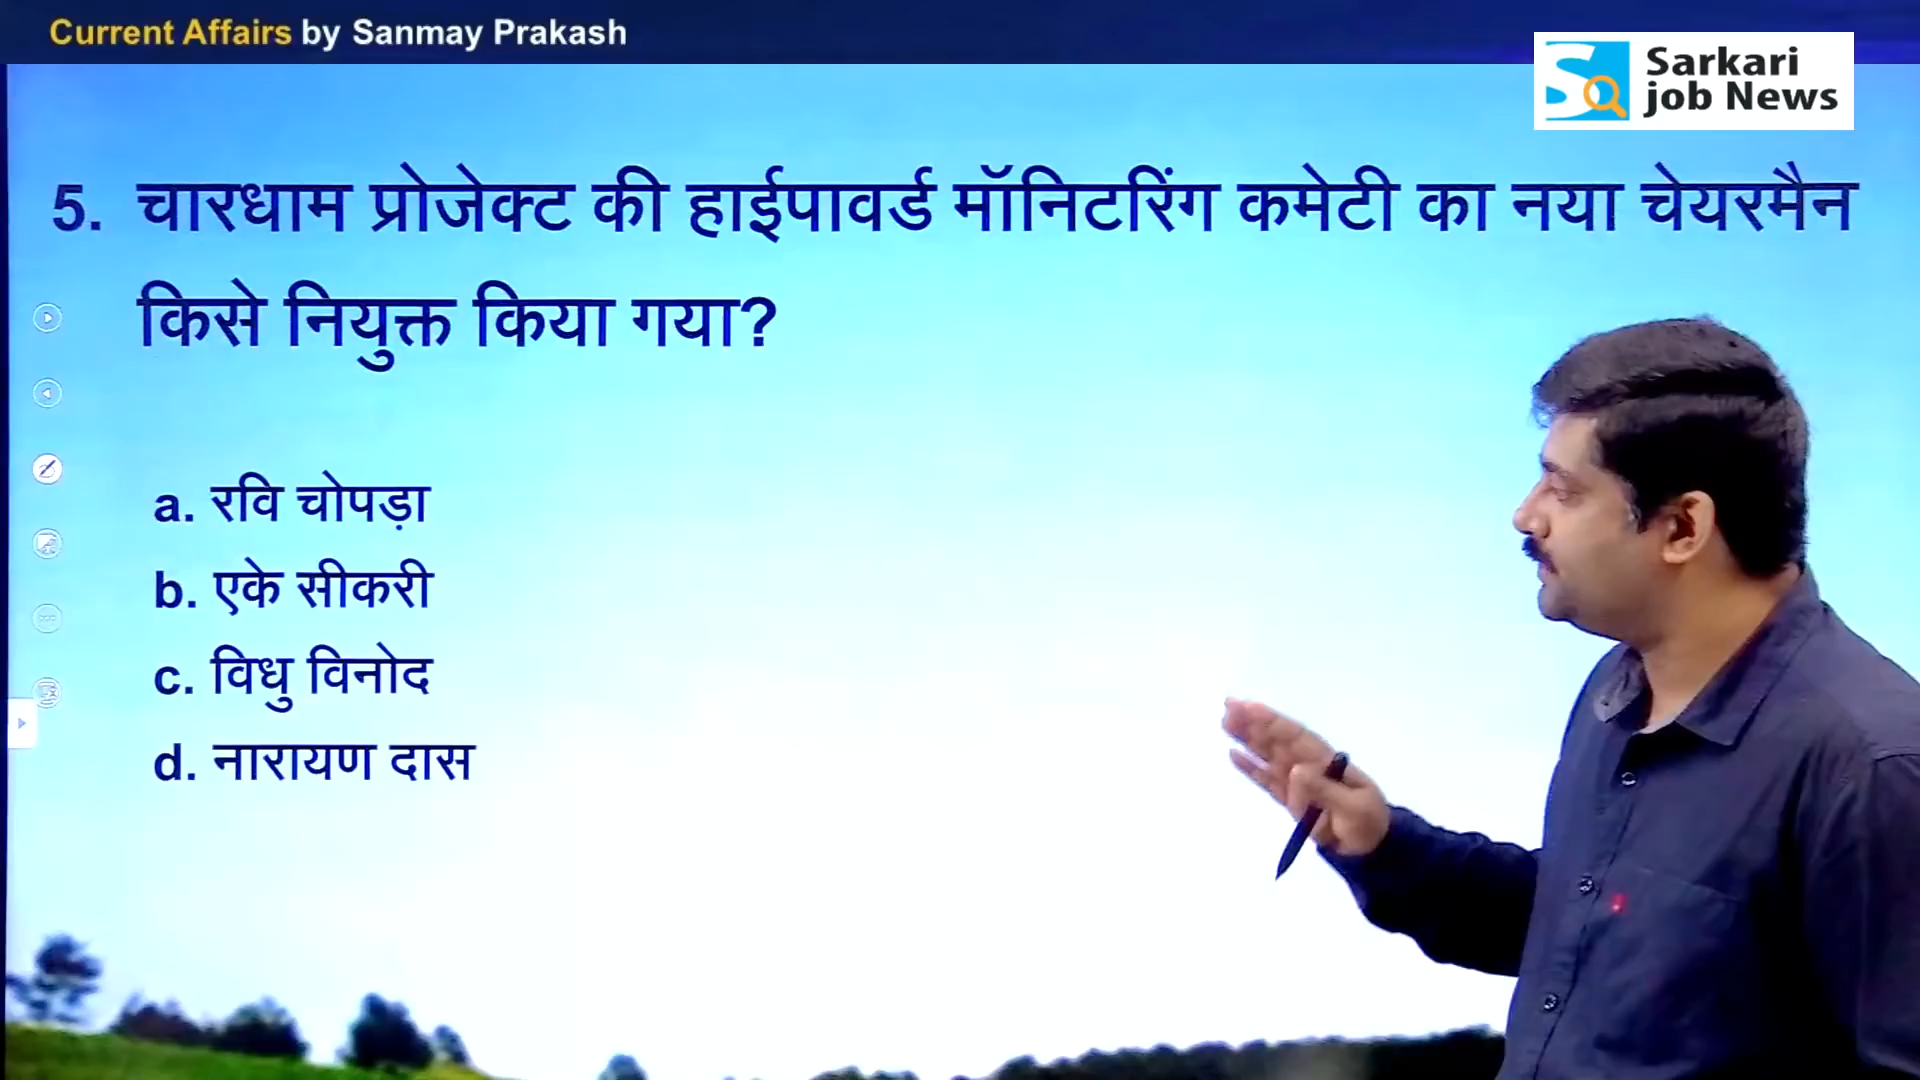 Current Affairs by Sanmay Prakash
Sarkari
job News
5. चारधाम प्रोजेक्ट की हाईपावर्ड मॉनिटरिंग कमेटी का नया चेयरमैन
किसे नियुक्त किया गया?
a. रवि चोपड़ा
b. एके सीकरी
c. विधु विनोद
d. नारायण दास